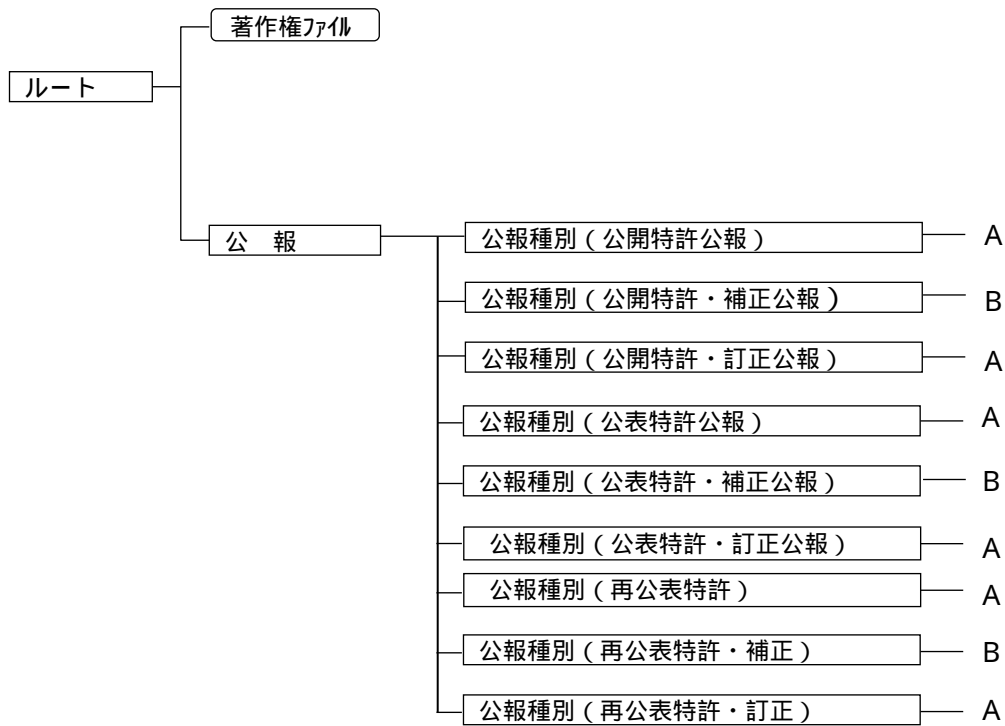 著作権ファイル
ルート
公　報
公報種別（公開特許公報） A
公報種別（公開特許・補正公報） B
公報種別（公開特許・訂正公報） A
公報種別（公表特許公報） A
公報種別（公表特許・補正公報） B
公報種別（公表特許・訂正公報） A
公報種別（再公表特許） A
公報種別（再公表特許・補正） B
公報種別（再公表特許・訂正） A